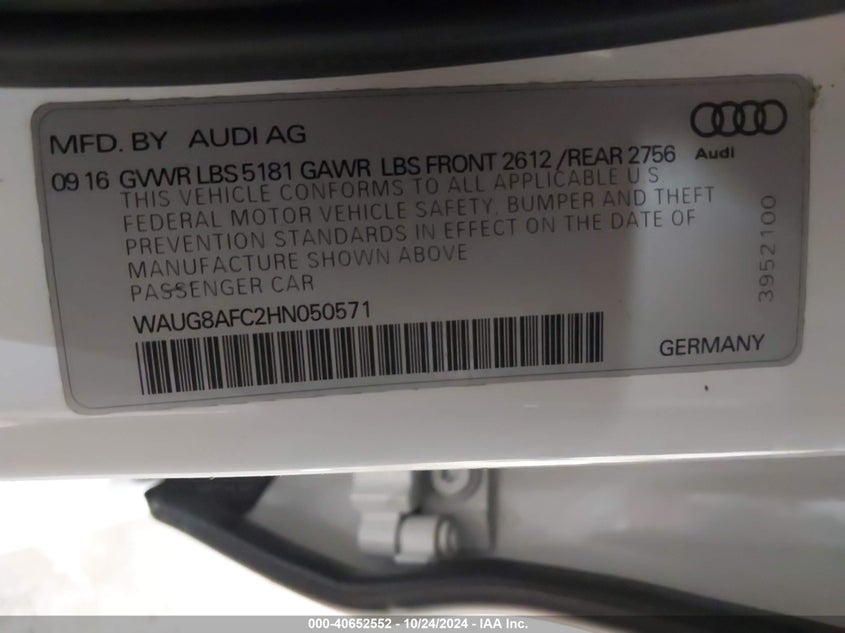 MFD. BY AUDI AG
09 16 GVWR LBS 5181 GAWR LBS FRONT 2612 /REAR 2756
Audi
THIS VEHICLE CONFORMS TO ALL APPLICABLE U S
FEDERAL MOTOR VEHICLE SAFETY, BUMPER AND THEFT
PREVENTION STANDARDS IN EFFECT ON THE DATE OF
MANUFACTURE SHOWN ABOVE
PASSENGER CAR
3952100
WAUG8AFC2HN050571
GERMANY
000-40652552 - 10/24/2024 - IAA Inc.